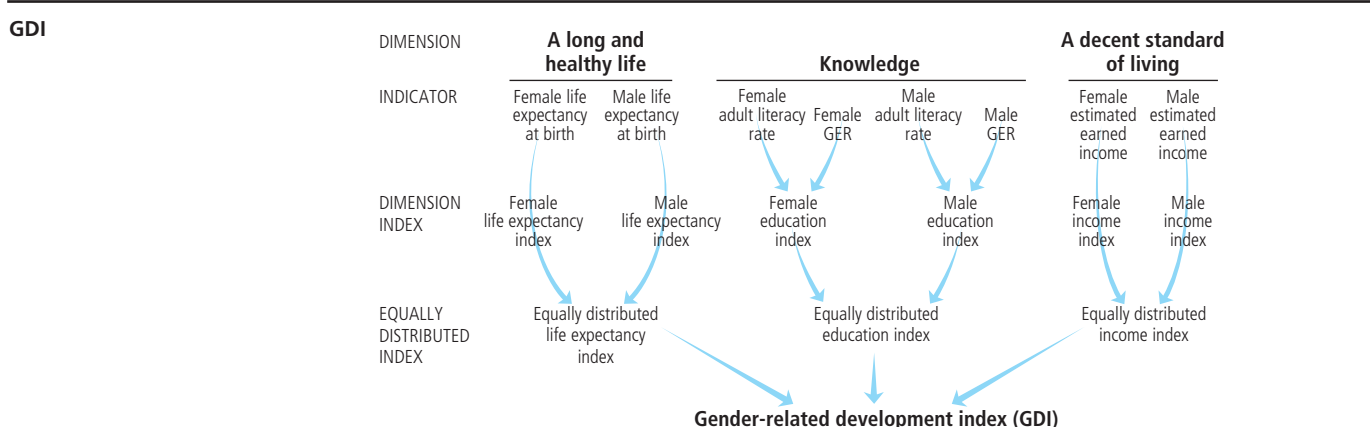 GDI
DIMENSION
A long and
healthy life
Knowledge
A decent standard
of living
INDICATOR
Female life
expectancy
at birth
Male life
expectancy
at birth
Female
adult literacy
rate
Female
GER
Male
adult literacy
rate
Male
GER
Female
estimated
earned
income
Male
estimated
earned
income
DIMENSION
INDEX
Female
life expectancy
index
Male
life expectancy
index
Female
education
index
Male
education
index
Female
income
index
Male
income
index
EQUALLY
DISTRIBUTED
INDEX
Equally distributed
life expectancy
index
Equally distributed
education index
Equally distributed
income index
Gender-related development index (GDI)